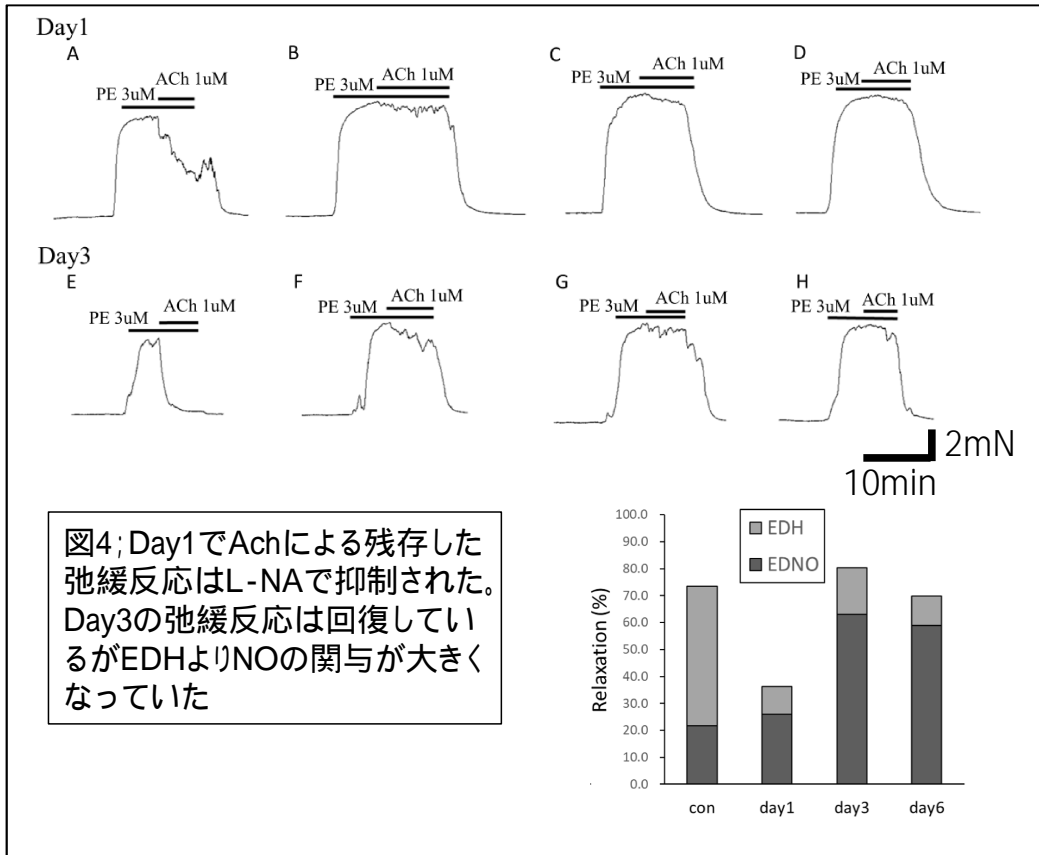 Day1
A
B
C
D
PE 3uM
ACh 1uM
PE 3uM
ACh 1uM
PE 3uM
ACh 1uM
PE 3uM
ACh 1uM
Day3
E
F
G
H
PE 3uM
ACh 1uM
PE 3uM
ACh 1uM
PE 3uM
ACh 1uM
PE 3uM
ACh 1uM
2mN
10min
図4;Day1でAchによる残存した
弛緩反応はL-NAで抑制された。
Day3の弛緩反応は回復してい
るがEDHよりNOの関与が大きく
なっていた
Relaxation (%)
100.0
90.0
80.0
70.0
60.0
50.0
40.0
30.0
20.0
10.0
0.0
EDH
EDNO
con day1 day3 day6